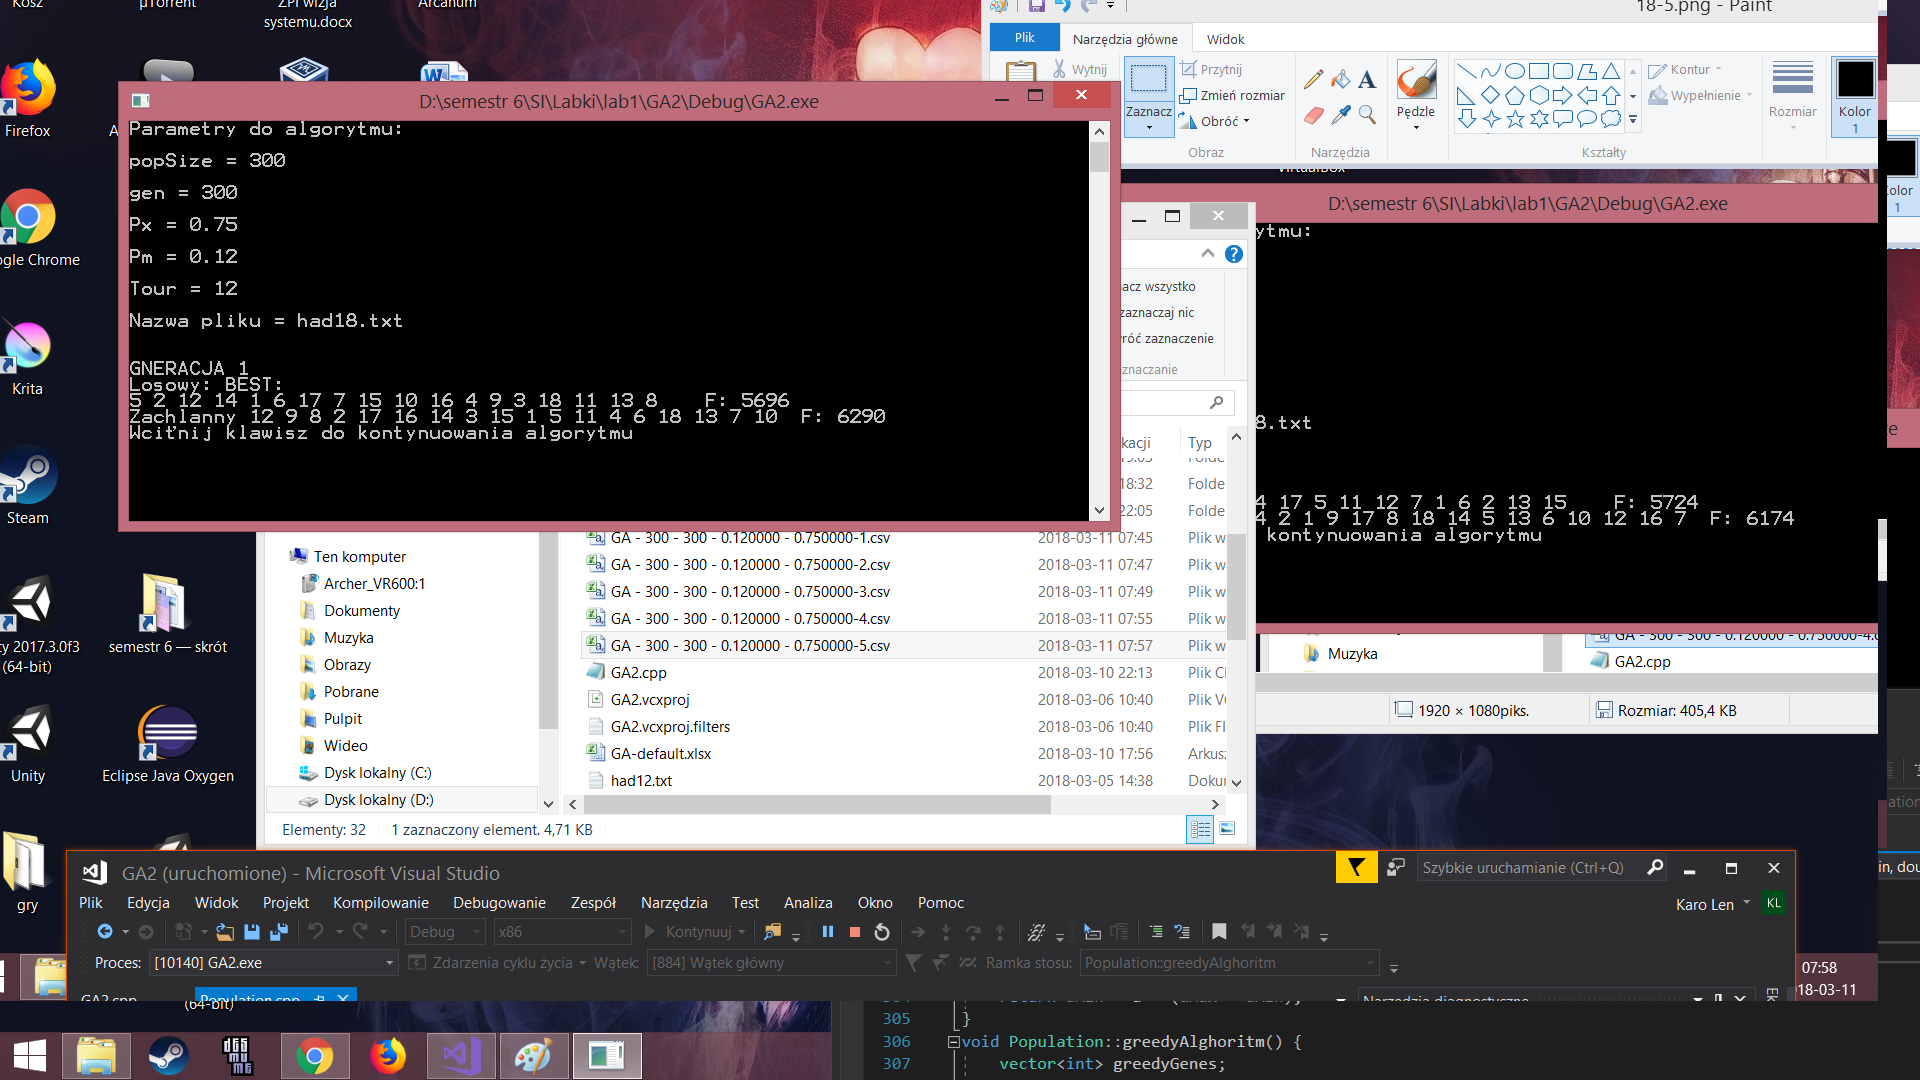 Kosz
µTorrent
ZPI wizja
systemu.docx
Arcanum
Firefox
gle Chrome
Krita
Steam
ty 2017.3.0f3
(64-bit)
semestr 6 — skrót
Unity
Eclipse Java Oxygen
gry
(64-bit)
18-5.png - Paint
Plik
Narzędzia główne
Widok
Wytnij
Zaznacz
Przytnij
Zmień rozmiar
Obróć
Obraz
Narzędzia
Pędzle
Kształty
Kontur
Wypełnienie
Rozmiar
Kolor
1
olor
1
D:\semestr 6\SI\Labki\lab1\GA2\Debug\GA2.exe
Parametry do algorytmu:
popSize = 300
gen = 300
Px = 0.75
Pm = 0.12
Tour = 12
Nazwa pliku = had18.txt
GNERACJA 1
Losowy: BEST:
5 2 12 14 1 6 17 7 15 10 16 4 9 3 18 11 13 8 F: 5696
Zachlanny 12 9 8 2 17 16 14 3 15 1 5 11 4 6 18 13 7 10 F: 6290
Wciťnij klawisz do kontynuowania algorytmu
D:\semestr 6\SI\Labki\lab1\GA2\Debug\GA2.exe
ytmu:
8.txt
4 17 5 11 12 7 1 6 2 13 15 F: 5724
4 2 1 9 17 8 18 14 5 13 6 10 12 16 7 F: 6174
kontynuowania algorytmu
acz wszystko
zaznaczaj nic
róć zaznaczenie
znaczanie
kacji
Typ
18:32 Folde
22:05 Folde
GA - 300 - 300 - 0.120000 - 0.750000-1.csv 2018-03-11 07:45 Plik w
GA - 300 - 300 - 0.120000 - 0.750000-2.csv 2018-03-11 07:47 Plik w
GA - 300 - 300 - 0.120000 - 0.750000-3.csv 2018-03-11 07:49 Plik w
GA - 300 - 300 - 0.120000 - 0.750000-4.csv 2018-03-11 07:55 Plik w
GA - 300 - 300 - 0.120000 - 0.750000-5.csv 2018-03-11 07:57 Plik w
GA2.cpp 2018-03-10 22:13 Plik C
GA2.vcxproj 2018-03-06 10:40 Plik V
GA2.vcxproj.filters 2018-03-06 10:40 Plik FI
GA-default.xlsx 2018-03-10 17:56 Arkusz
had12.txt 2018-03-05 14:38 Dokur
Ten komputer
Archer_VR600:1
Dokumenty
Muzyka
Obrazy
Pobrane
Pulpit
Wideo
Dysk lokalny (C:)
Dysk lokalny (D:)
Elementy: 32
1 zaznaczony element. 4,71 KB
Muzyka
GA - 300 - 300 - 0.120000 - 0.750000-4.c
GA2.cpp
1920 × 1080piks.
Rozmiar: 405,4 KB
GA2 (uruchomione) - Microsoft Visual Studio
Szybkie uruchamianie (Ctrl+Q)
Plik Edycja Widok Projekt Kompilowanie Debugowanie Zespół Narzędzia Test Analiza Okno Pomoc
Karo Len
KL
Debug
x86
Kontynuuj
Proces:
[10140] GA2.exe
Zdarzenia cyklu życia
Wątek:
[884] Wątek główny
Ramka stosu:
Population::greedyAlghoritm
GA2.cpp
Population.cpp
Narzędzia diagnostyczne
07:58
018-03-11
in, dou
305 }
306 void Population::greedyAlghoritm() {
307 vector<int> greedyGenes;